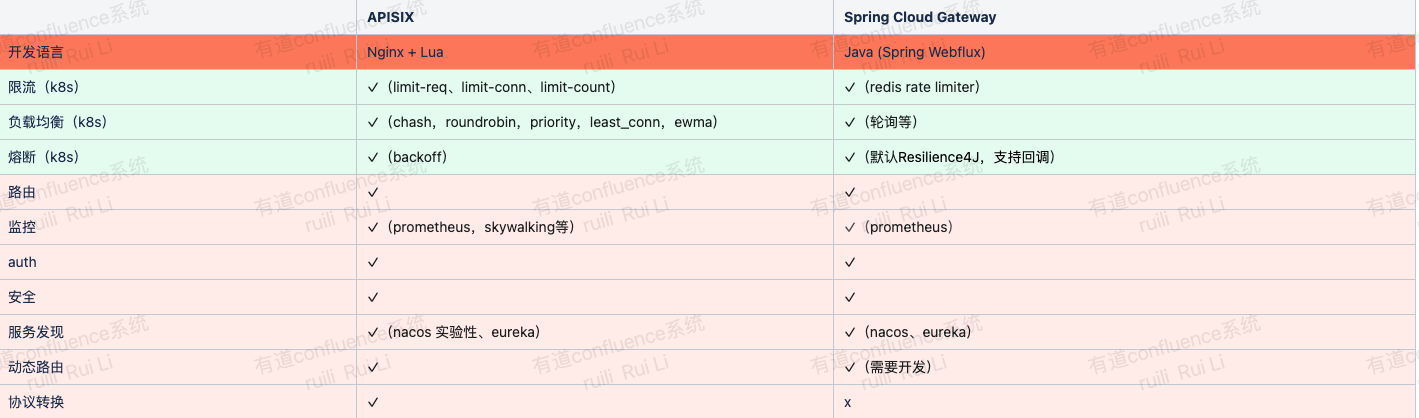 APISIX Spring Cloud Gateway
开发语言 Nginx + Lua Java (Spring Webflux)
限流（k8s） ✓（limit-req、limit-conn、limit-count） ✓（redis rate limiter）
负载均衡（k8s） ✓（chash，roundrobin，priority，least_conn，ewma） ✓（轮询等）
熔断（k8s） ✓（backoff） ✓（默认Resilience4J，支持回调）
路由 ✓ ✓
监控 ✓（prometheus，skywalking等） ✓（prometheus）
auth ✓ ✓
安全 ✓ ✓
服务发现 ✓（nacos 实验性、eureka） ✓（nacos、eureka）
动态路由 ✓ ✓（需要开发）
协议转换 ✓ x
有道confluence系统
ruili Rui Li